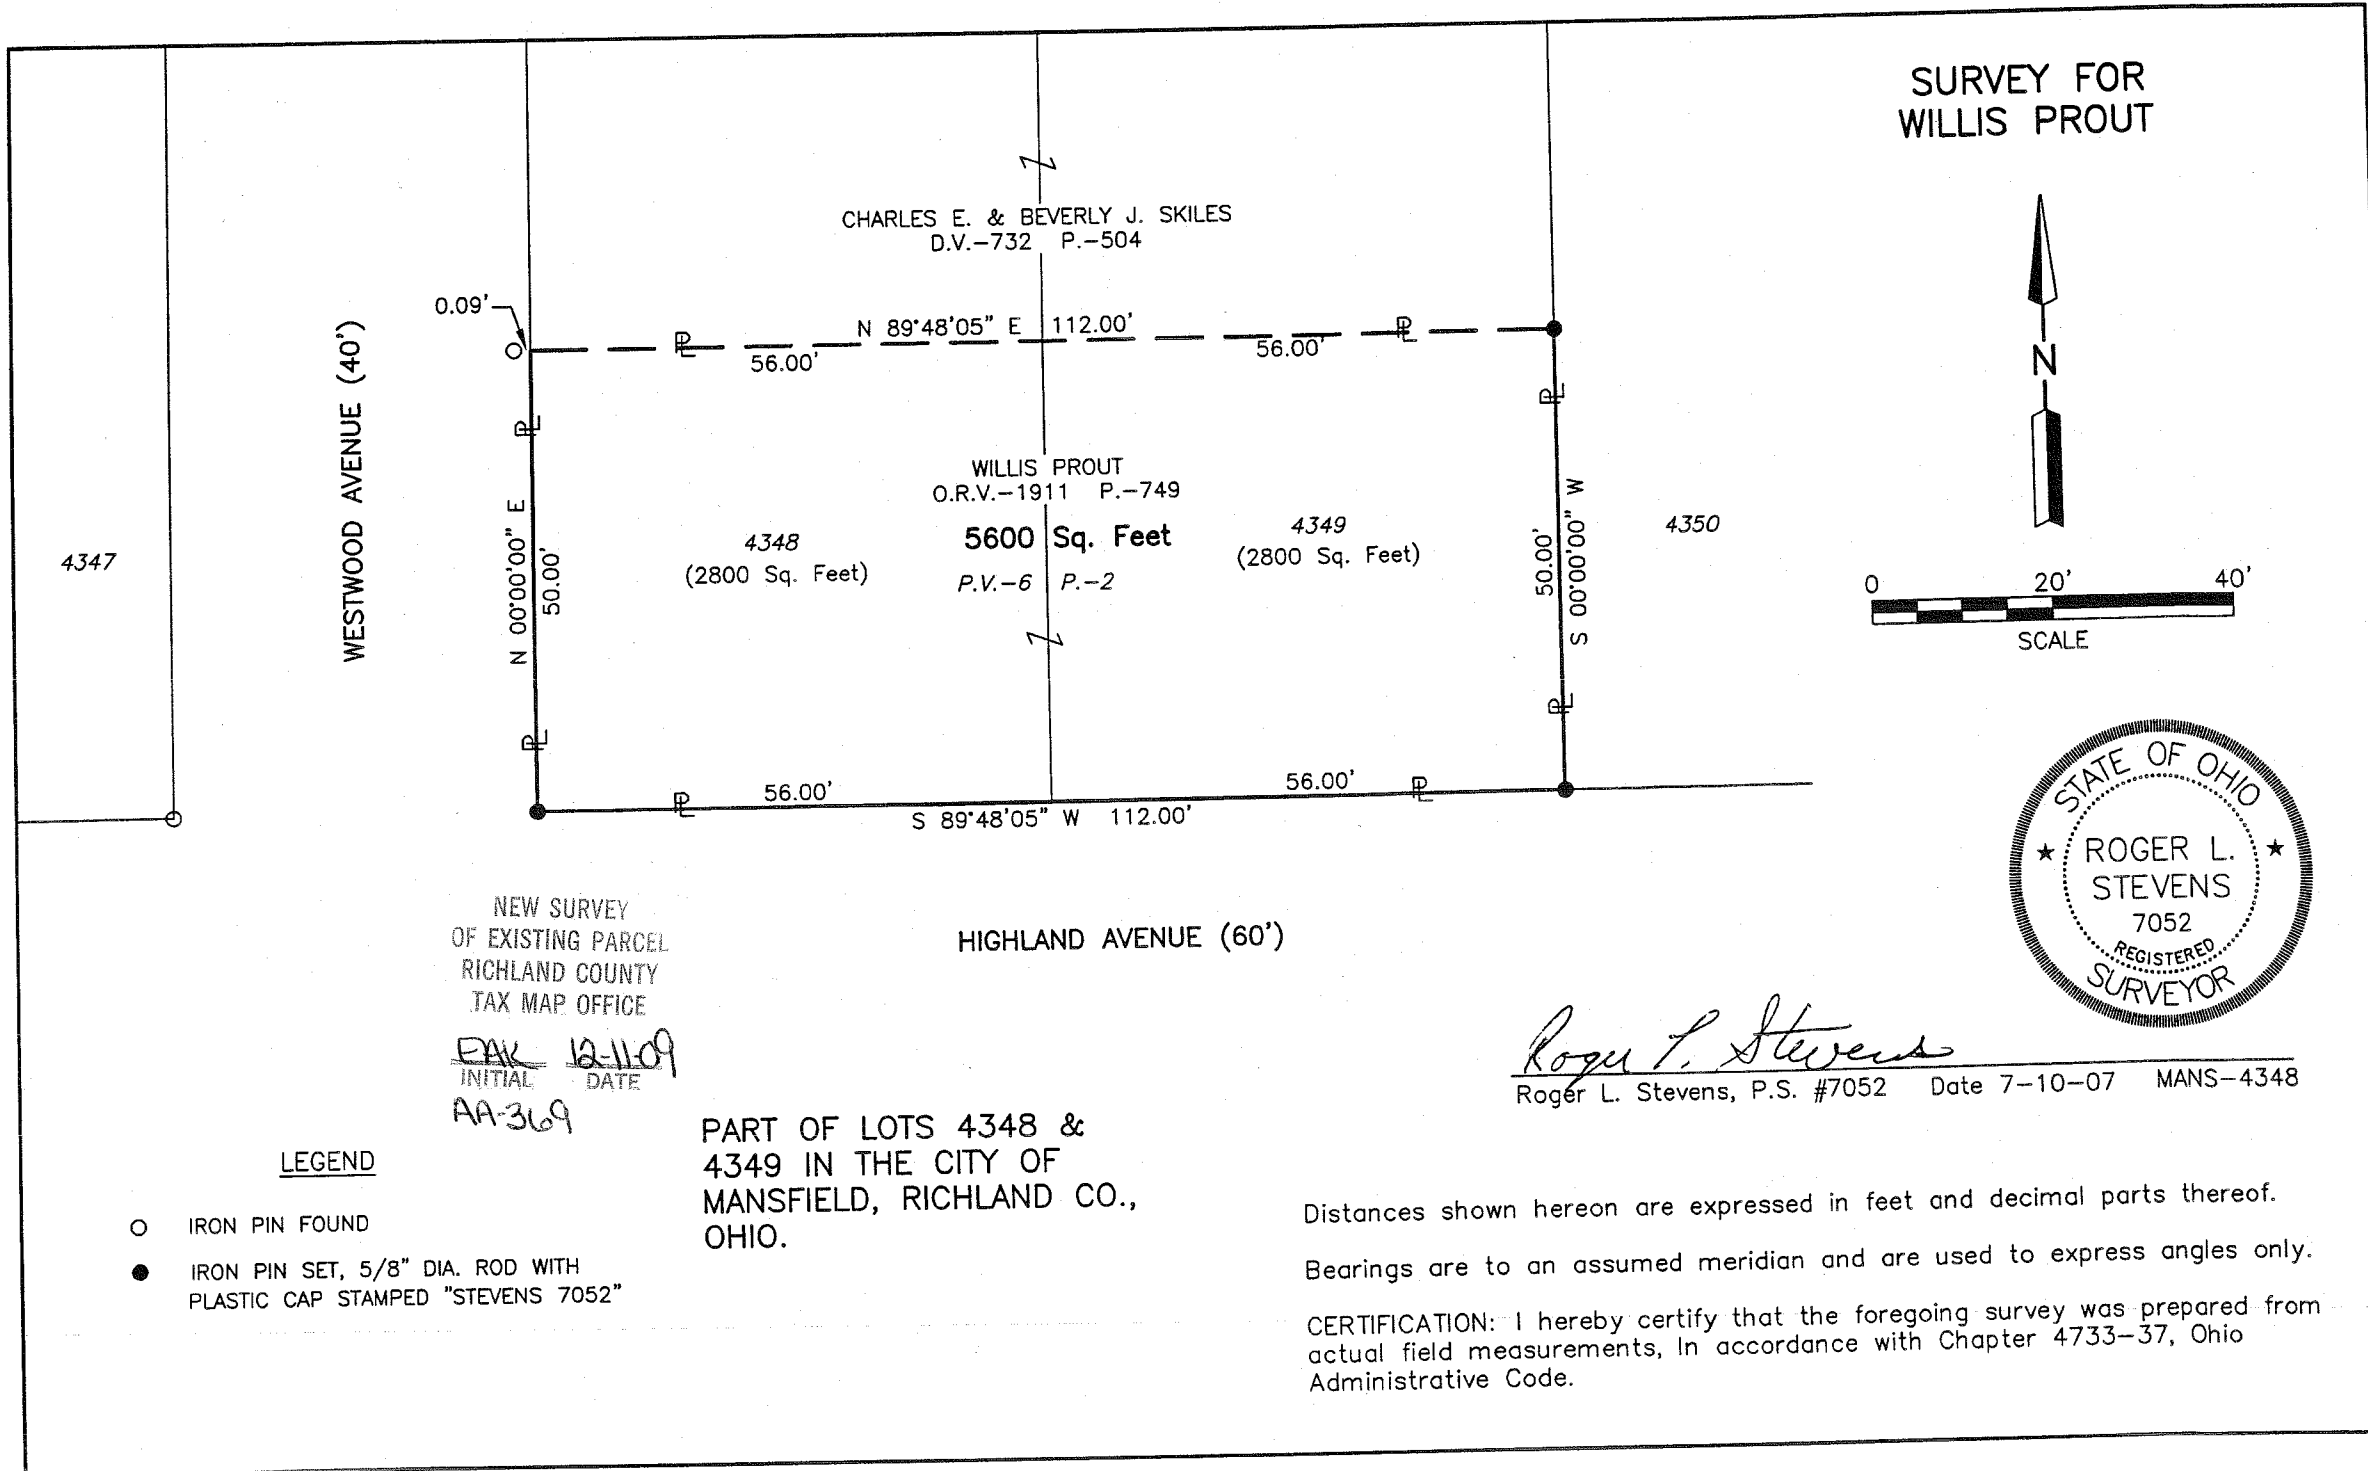 SURVEY FOR
WILLIS PROUT
CHARLES E. & BEVERLY J. SKILES
D.V.-732 P.-504
0.09'
N 89°48'05" E 112.00'
56.00'
56.00'
PL
PL
WESTWOOD AVENUE (40')
4347
N 00°00'00" E
50.00'
PL
PL
WILLIS PROUT
O.R.V.-1911 P.-749
5600 Sq. Feet
P.V.-6 P.-2
4348
(2800 Sq. Feet)
4349
(2800 Sq. Feet)
50.00'
S 00°00'00" W
PL
PL
4350
N
0 20' 40'
SCALE
56.00'
56.00'
PL
PL
S 89°48'05" W 112.00'
HIGHLAND AVENUE (60')
STATE OF OHIO
ROGER L.
STEVENS
7052
REGISTERED
SURVEYOR
NEW SURVEY
OF EXISTING PARCEL
RICHLAND COUNTY
TAX MAP OFFICE
EAK 12-11-09
INITIAL DATE
AA-369
Roger L. Stevens
Roger L. Stevens, P.S. #7052 Date 7-10-07 MANS-4348
PART OF LOTS 4348 &
4349 IN THE CITY OF
MANSFIELD, RICHLAND CO.,
OHIO.
LEGEND
IRON PIN FOUND
IRON PIN SET, 5/8" DIA. ROD WITH
PLASTIC CAP STAMPED "STEVENS 7052"
Distances shown hereon are expressed in feet and decimal parts thereof.
Bearings are to an assumed meridian and are used to express angles only.
CERTIFICATION: I hereby certify that the foregoing survey was prepared from
actual field measurements, In accordance with Chapter 4733-37, Ohio
Administrative Code.